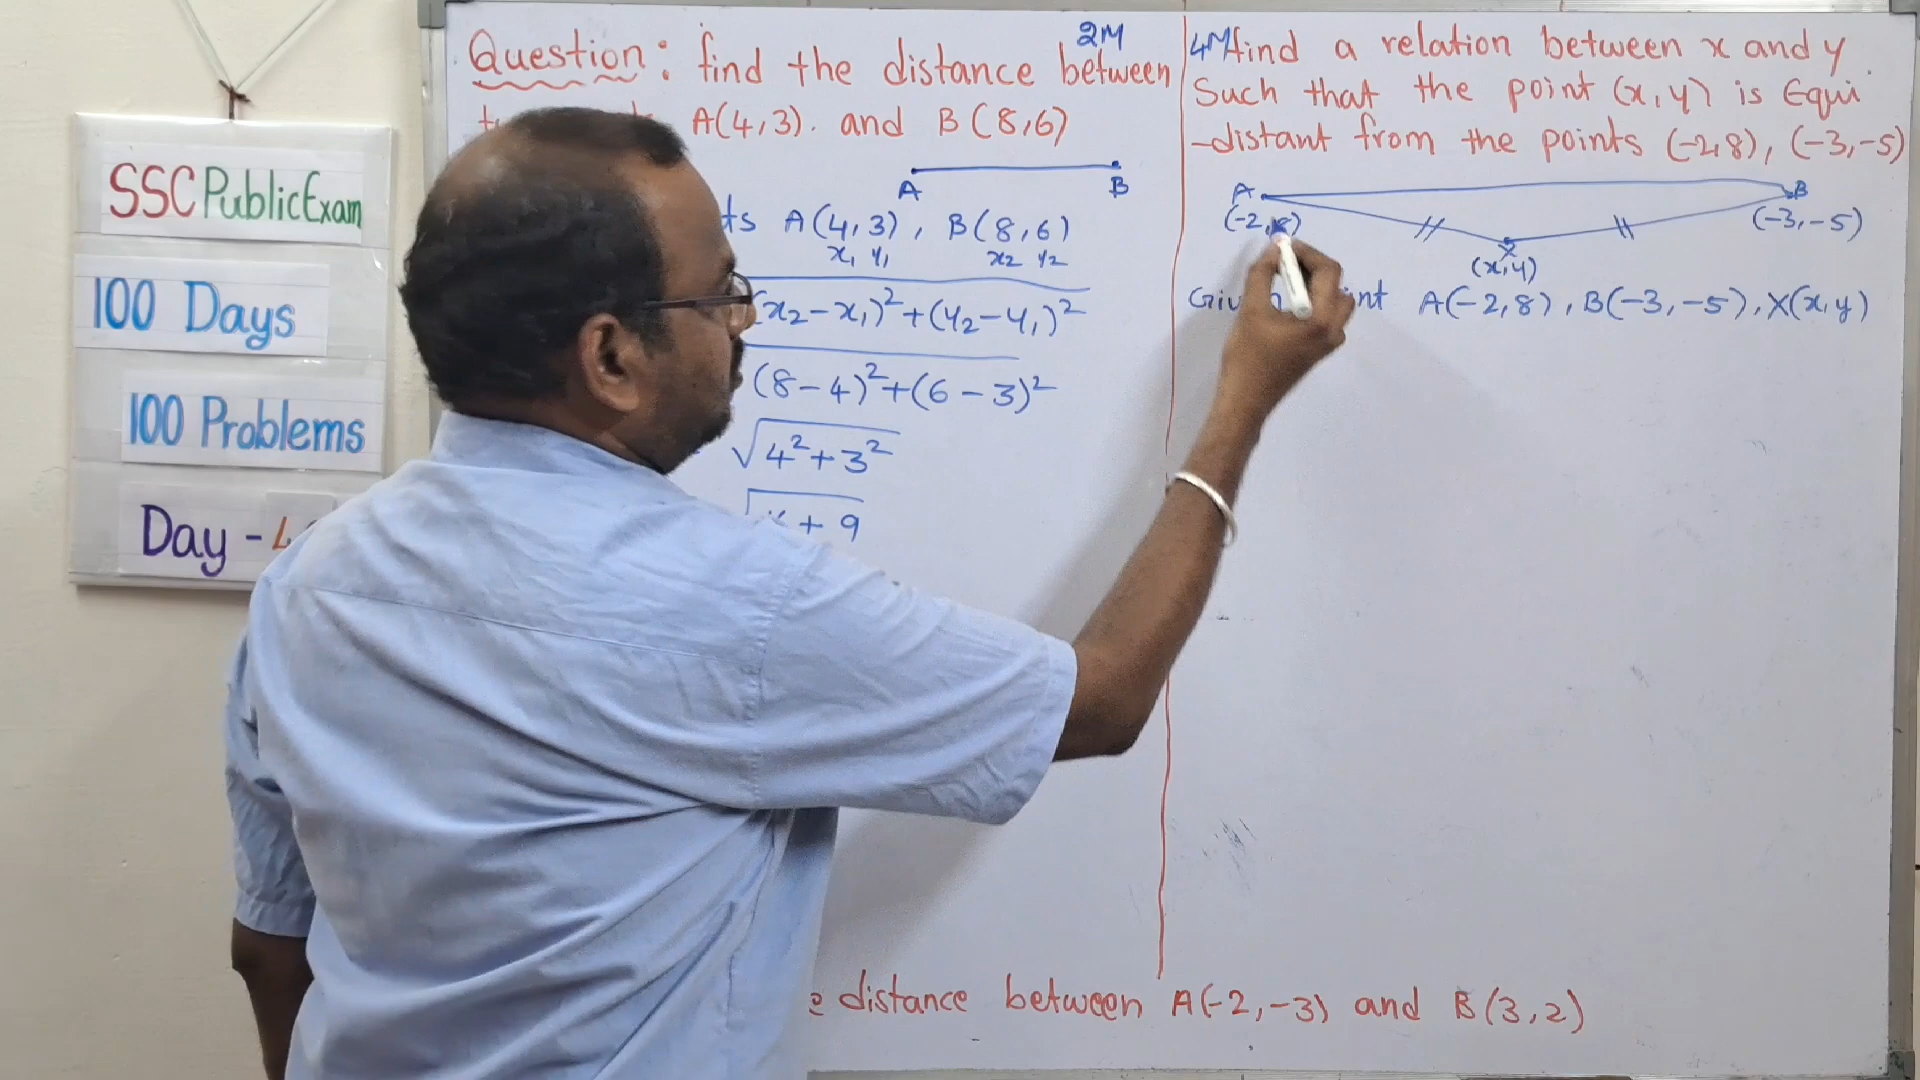 SSC Public Exam
100 Days
100 Problems
Day -
Question: find the distance between
2M
A(4,3). and B(8,6)
A B
A(4,3), B(8,6)
x₁ y₁ x₂ y₂
(x₂-x₁)²+(y₂-y₁)²
(8-4)²+(6-3)²
√4²+3²
+ 9
4M find a relation between x and y
Such that the point (x,y) is Equi
-distant from the points (-2,8), (-3,-5)
A B
(-2,8) (-3,-5)
X
(x,y)
A(-2,8), B(-3,-5), X(x,y)
distance between A(-2,-3) and B(3,2)